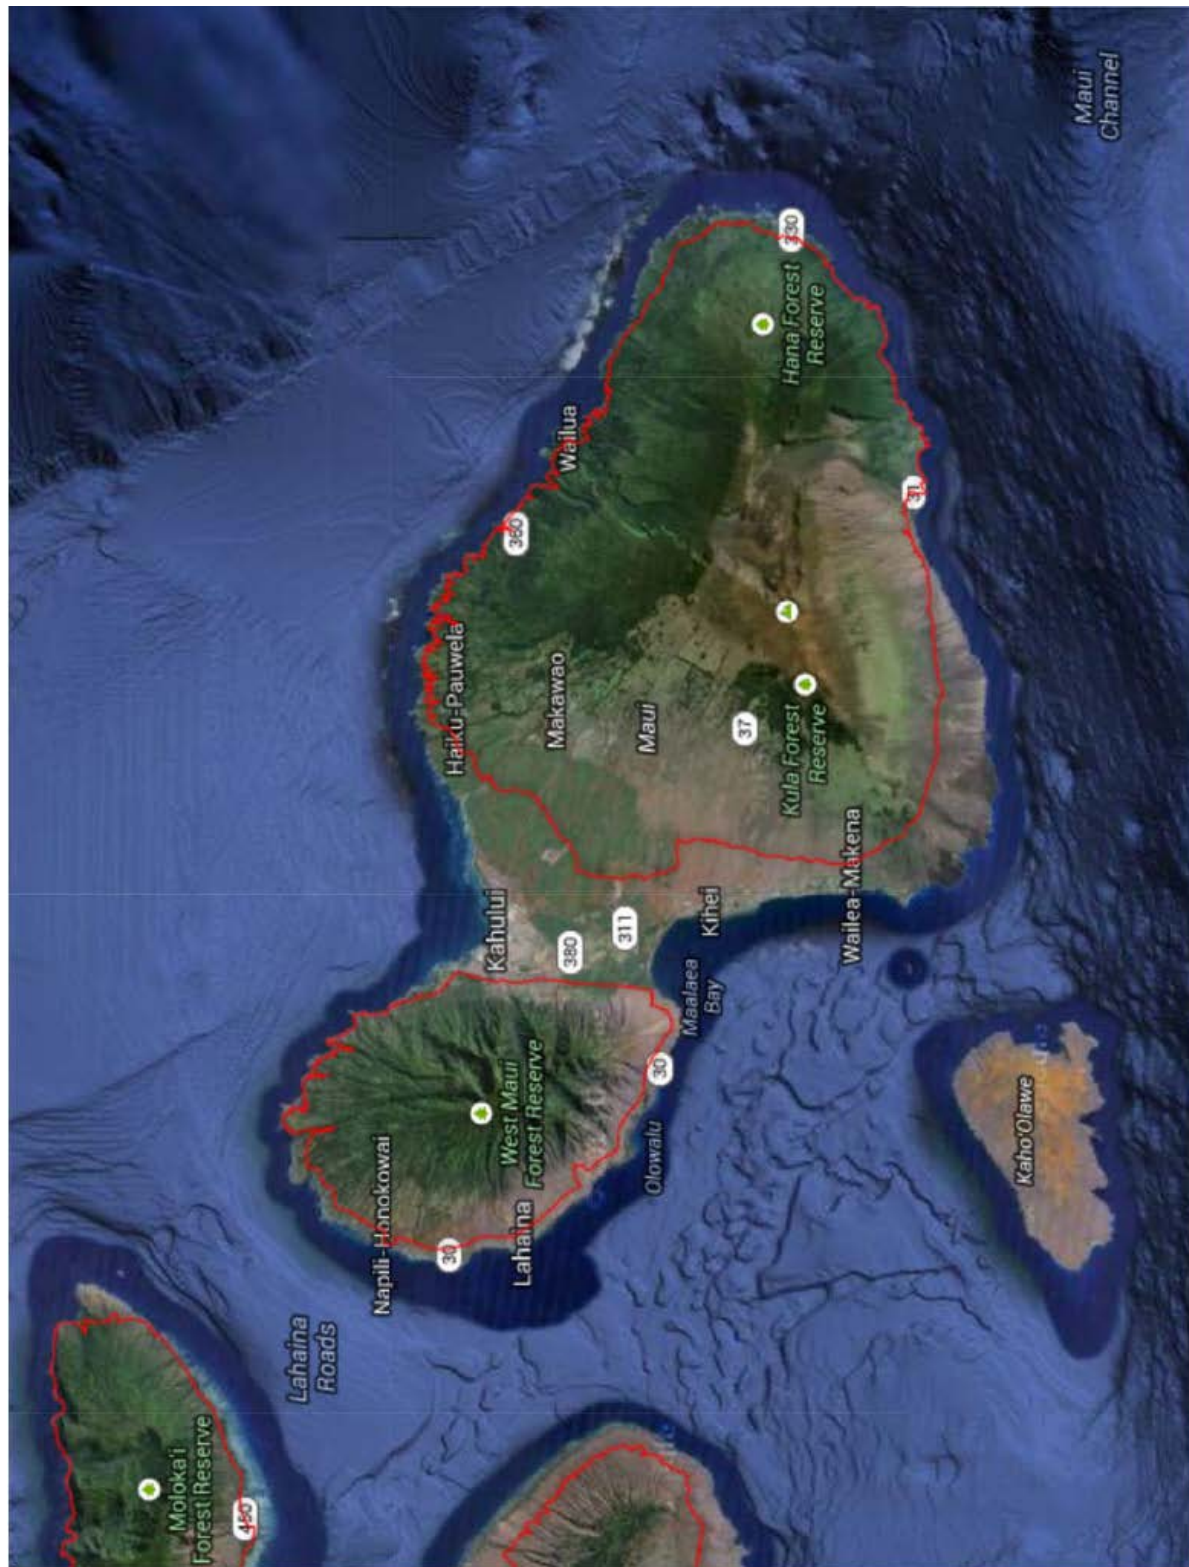 Moloka'i
Forest Reserve
450
Lahaina
Roads
Napili-Honokowai
30
Lahaina
West Maui
Forest Reserve
Olowalu
30
Maalaea
Bay
Kahului
380
311
Kihei
Wailea-Makena
Kaho'Olawe
Haiku-Pauwela
Makawao
Maui
37
Kula Forest
Reserve
360
Wailua
31
Hana Forest
Reserve
330
Maui
Channel